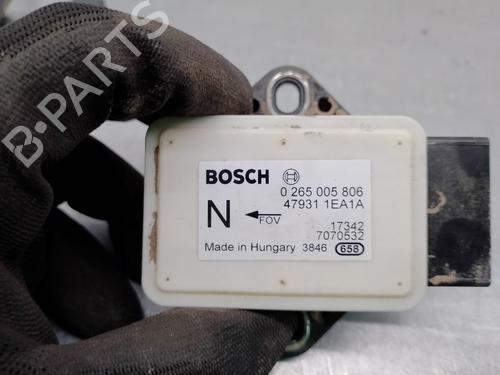 B-PARTS
BOSCH 0 265 005 806
47931 1EA1A
N FOV
17342
7070532
Made in Hungary 3846 658